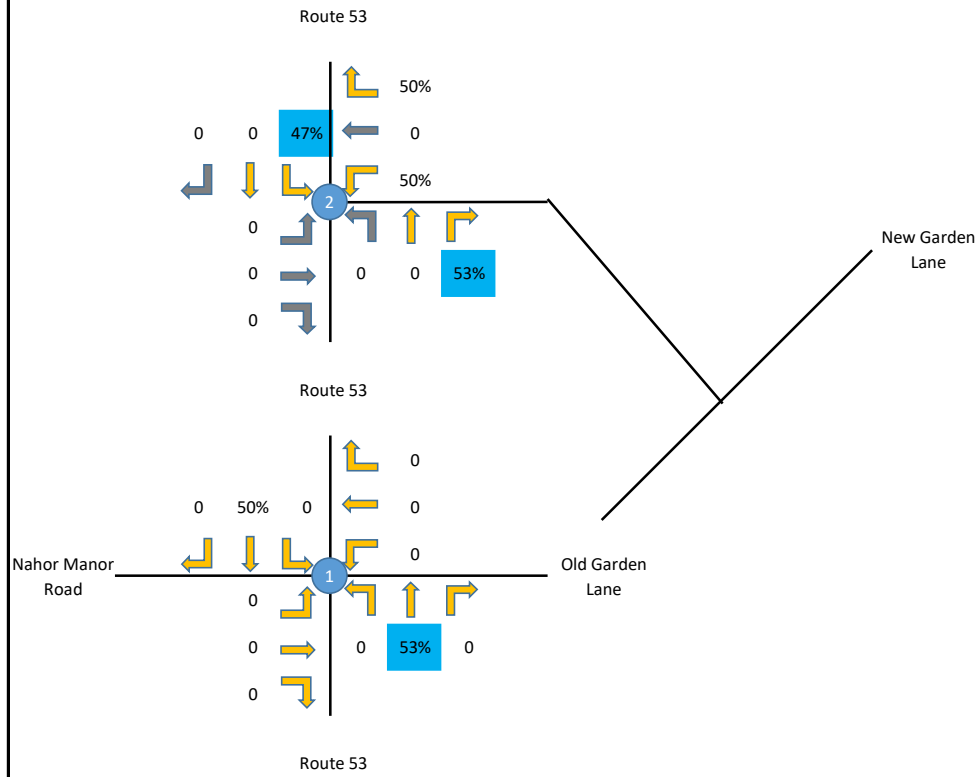 Route 53
50%
0 0 47% 0
50%
2
0
New Garden
Lane
0 0 0 53%
0
Route 53
0
0 50% 0 0
0
Nahor Manor
Road
1
Old Garden
Lane
0
0 0 53% 0
0
Route 53